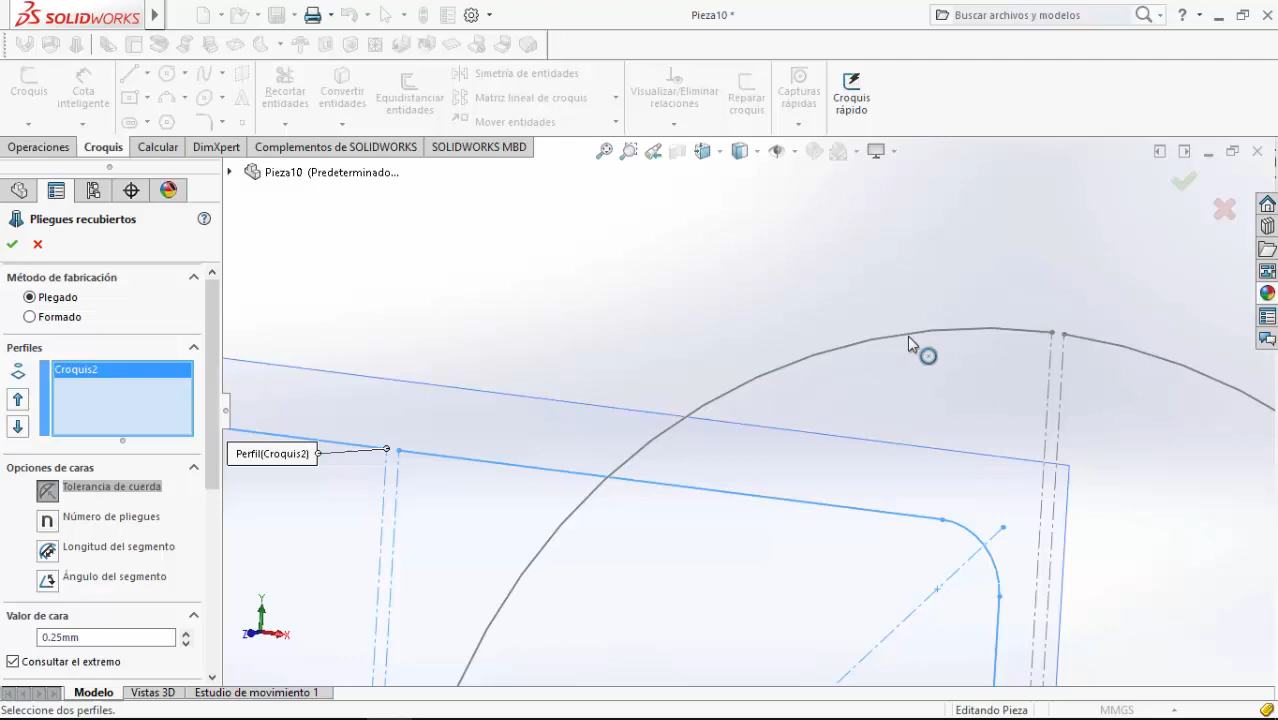 SOLIDWORKS
Pieza10 *
Buscar archivos y modelos
?
Croquis
Cota inteligente
Recortar entidades
Convertir entidades
Equidistanciar entidades
Simetría de entidades
Matriz lineal de croquis
Mover entidades
Visualizar/Eliminar relaciones
Reparar croquis
Capturas rápidas
Croquis rápido
Operaciones
Croquis
Calcular
DimXpert
Complementos de SOLIDWORKS
SOLIDWORKS MBD
Pieza10 (Predeterminado...
Pliegues recubiertos
?
Método de fabricación
Plegado
Formado
Perfiles
Croquis2
Perfil(Croquis2)
Opciones de caras
Tolerancia de cuerda
n Número de pliegues
Longitud del segmento
Ángulo del segmento
Valor de cara
0.25mm
Consultar el extremo
Y
Z
X
Modelo
Vistas 3D
Estudio de movimiento 1
Seleccione dos perfiles.
Editando Pieza
MMGS